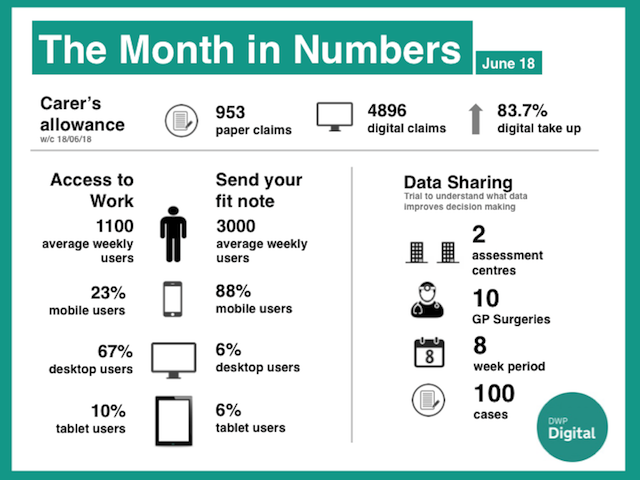 The Month in Numbers
June 18
Carer's
allowance
w/c 18/06/18
953
paper claims
4896
digital claims
83.7%
digital take up
Access to
Work
1100
average weekly
users
23%
mobile users
67%
desktop users
10%
tablet users
Send your
fit note
3000
average weekly
users
88%
mobile users
6%
desktop users
6%
tablet users
Data Sharing
Trial to understand what data
improves decision making
2
assessment
centres
10
GP Surgeries
8
8
week period
100
cases
DWP
Digital